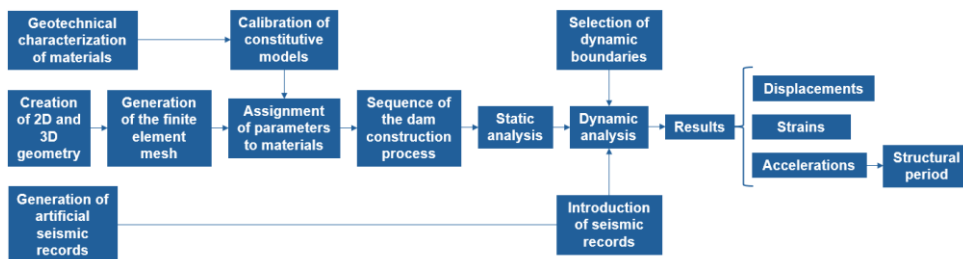 Geotechnical
characterization
of materials
Calibration of
constitutive
models
Selection of
dynamic
boundaries
Creation
of 2D and
3D
geometry
Generation
of the finite
element
mesh
Assignment
of parameters
to materials
Sequence of
the dam
construction
process
Static
analysis
Dynamic
analysis
Results
Displacements
Strains
Accelerations
Structural
period
Generation of
artificial
seismic
records
Introduction
of seismic
records